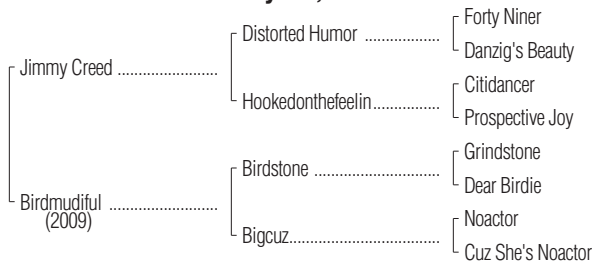 Forty Niner
Distorted Humor ..................
Danzig's Beauty
Jimmy Creed ........................
Citidancer
Hookedonthefeelin................
Prospective Joy
Grindstone
Birdstone ..............................
Dear Birdie
Birdmudiful ..........................
(2009)
Noactor
Bigcuz....................................
Cuz She's Noactor